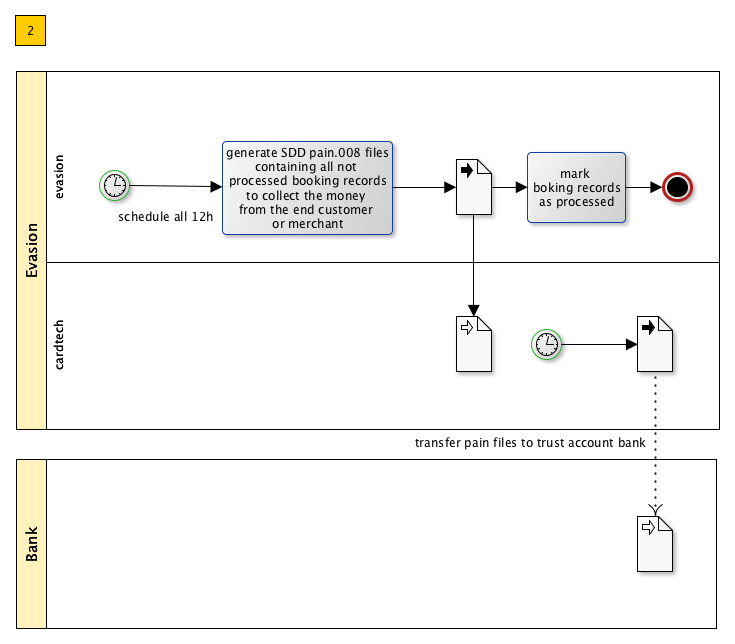 2
evasion
Evasion
generate SDD pain.008 files
containing all not
processed booking records
to collect the money
from the end customer
or merchant
mark
boking records
as processed
schedule all 12h
cardtech
transfer pain files to trust account bank
Bank